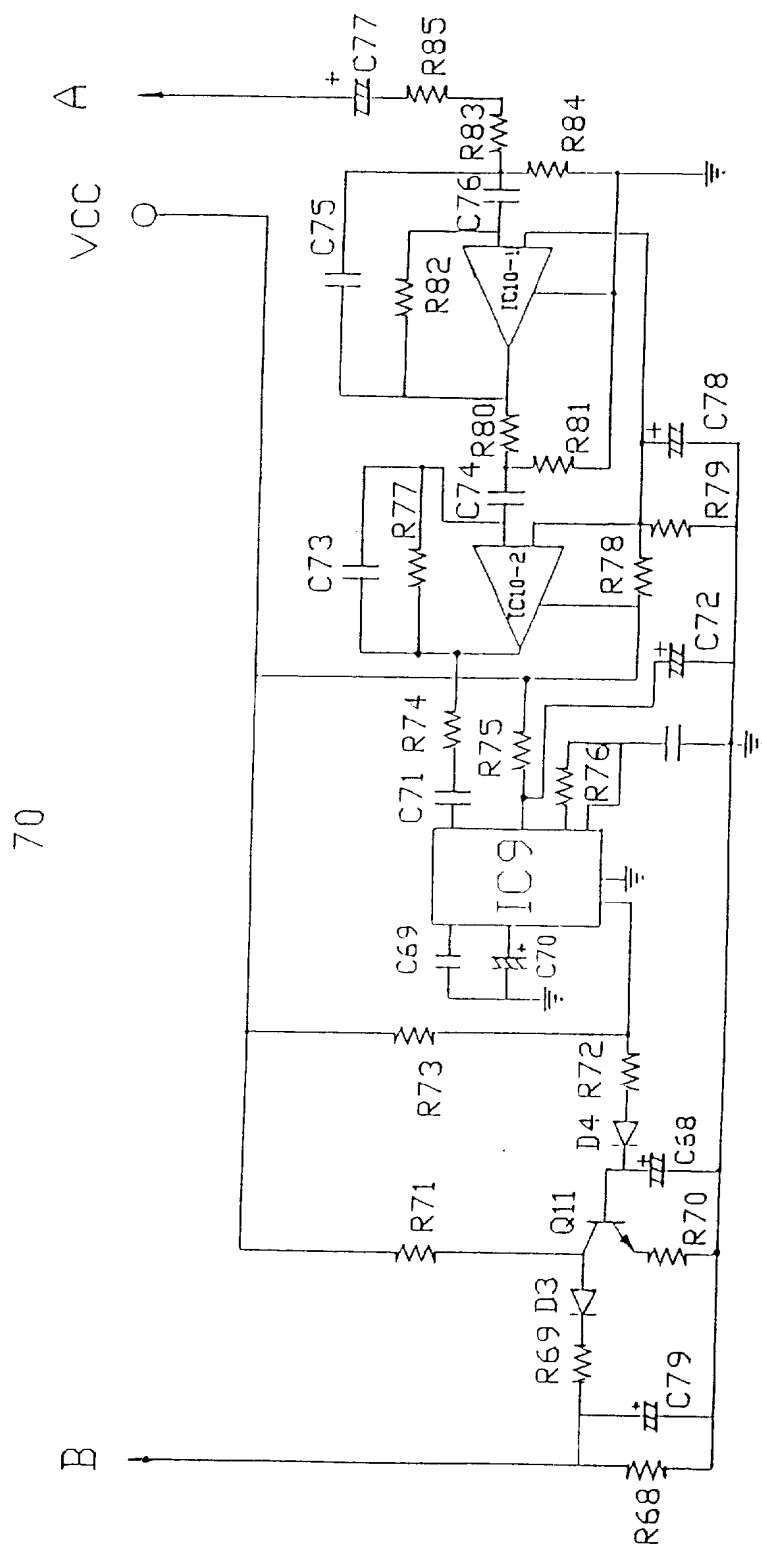 70
A
VCC
B
+
C77
R85
R83
R84
C76
C75
R82
IC10-1
R80
R81
C74
C73
R77
IC10-2
+
C78
R79
R78
+
C72
R74
C71
R75
R76
IC9
C69
+
C70
R73
R72
D4
+
C68
R71
Q11
R70
D3
R69
+
C79
R68